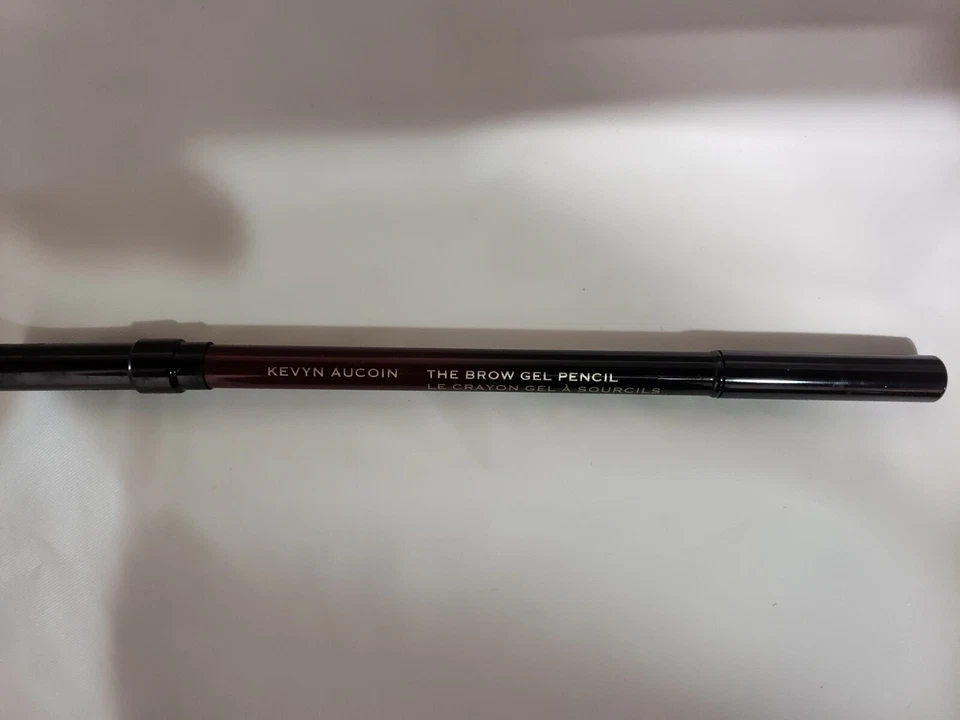 KEVYN AUCOIN THE BROW GEL PENCIL
LE CRAYON GEL À SOURCILS